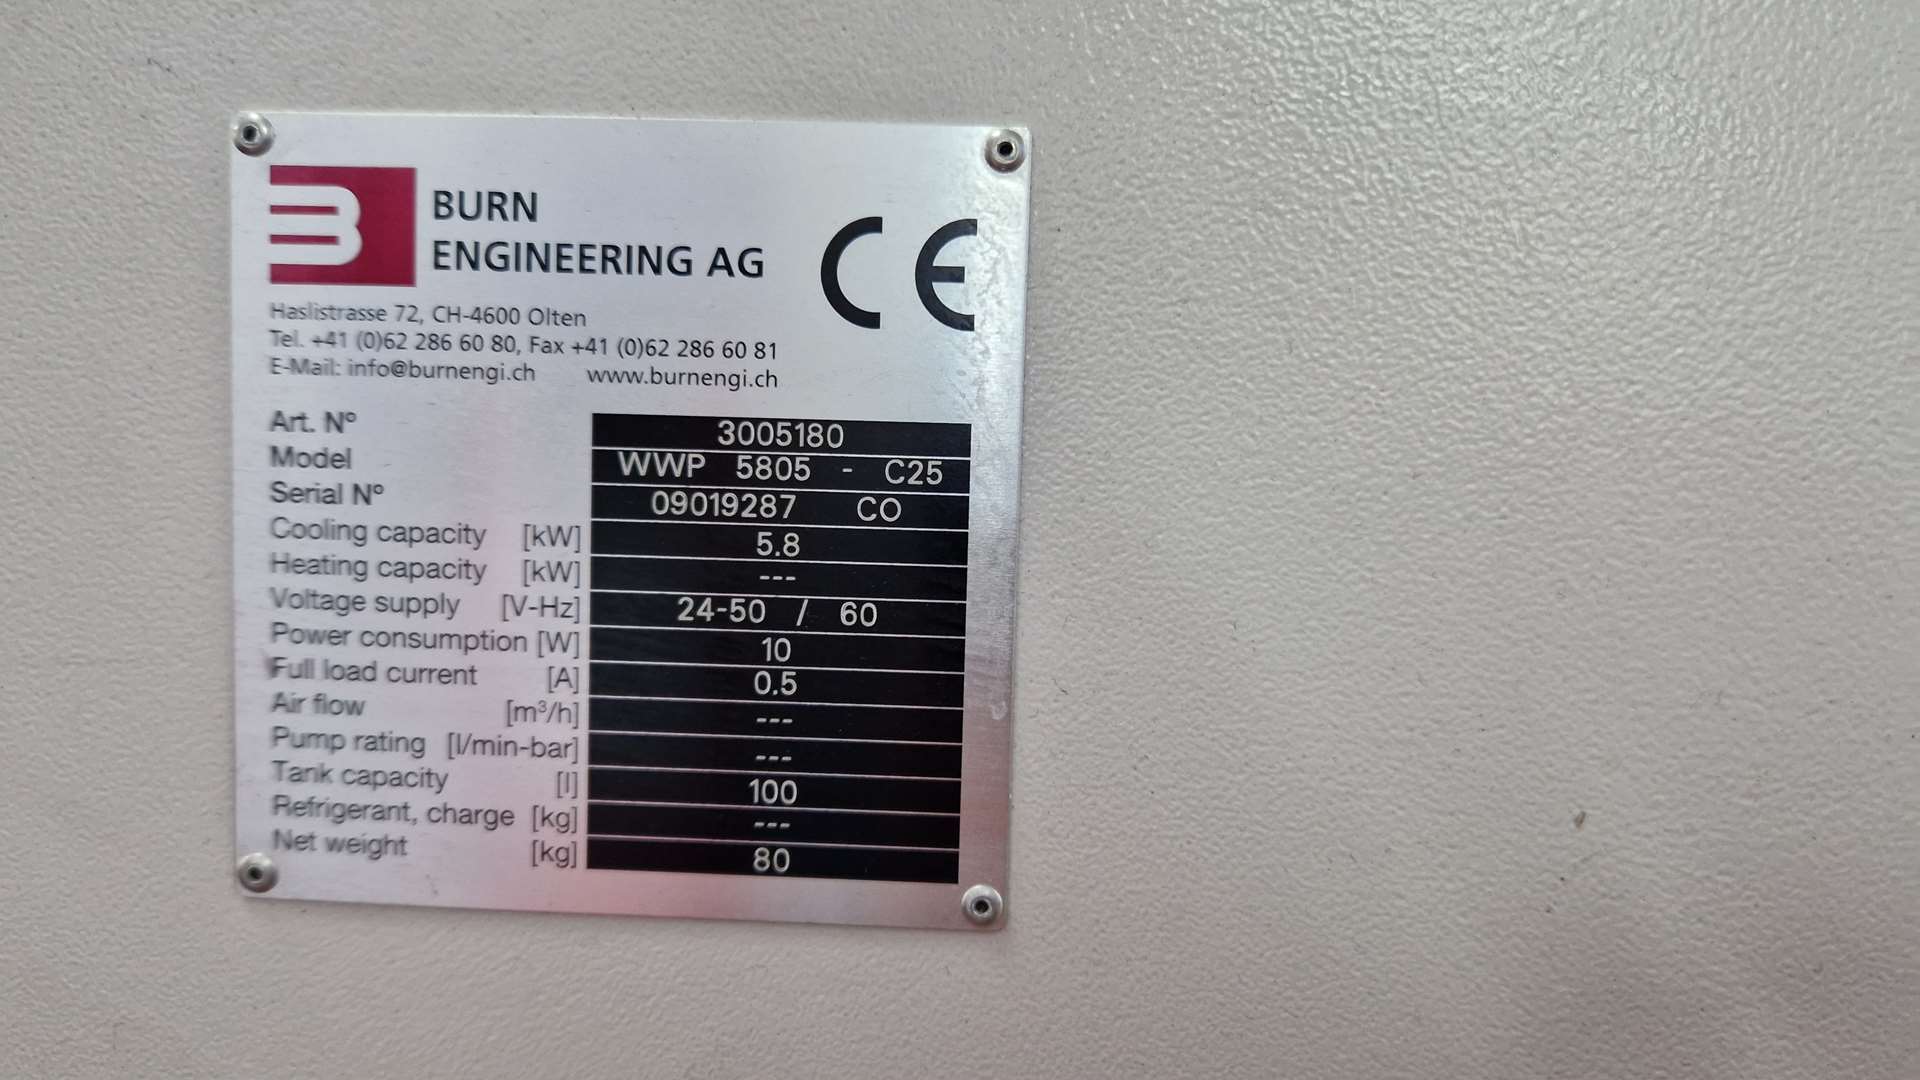 B
BURN
ENGINEERING AG
CE
Haslistrasse 72, CH-4600 Olten
Tel. +41 (0)62 286 60 80, Fax +41 (0)62 286 60 81
E-Mail: info@burnengi.ch www.burnengi.ch
Art. Nº 3005180
Model WWP 5805 - C25
Serial Nº 09019287 CO
Cooling capacity [kW] 5.8
Heating capacity [kW] ---
Voltage supply [V-Hz] 24-50 / 60
Power consumption [W] 10
Full load current [A] 0.5
Air flow [m³/h] ---
Pump rating [l/min-bar] ---
Tank capacity [l] 100
Refrigerant, charge [kg] ---
Net weight [kg] 80